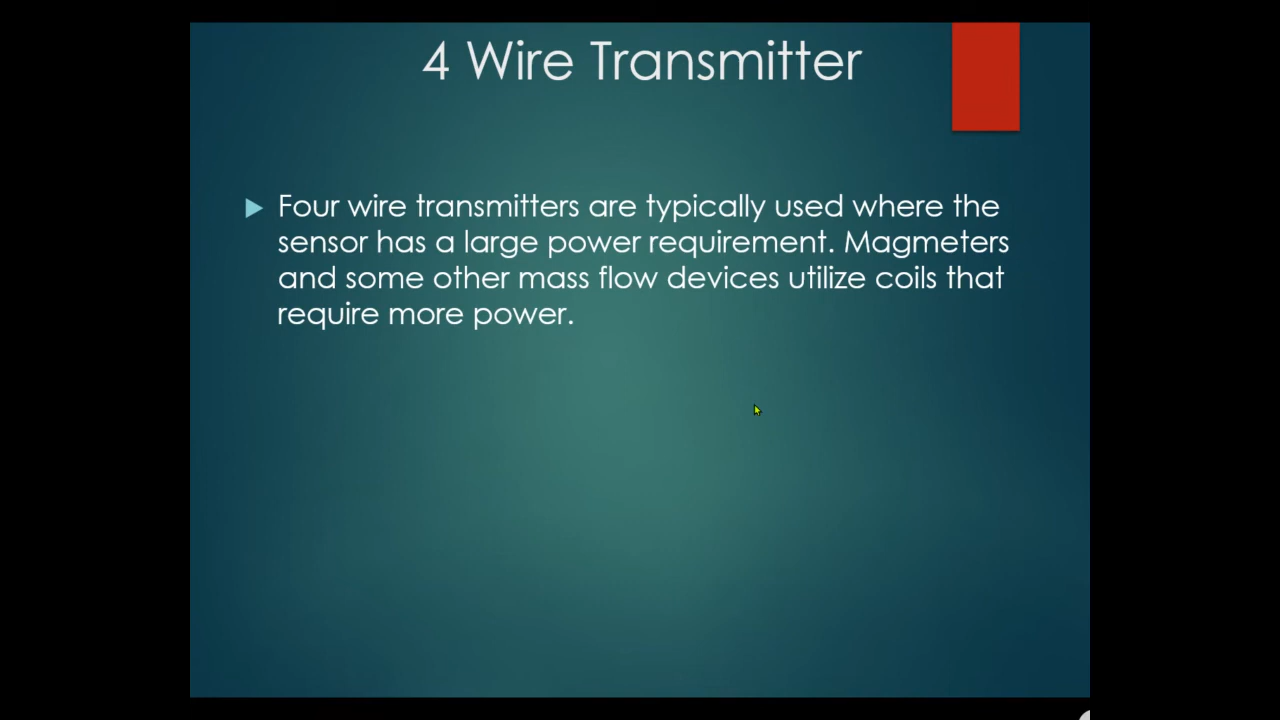 4 Wire Transmitter
Four wire transmitters are typically used where the
sensor has a large power requirement. Magmeters
and some other mass flow devices utilize coils that
require more power.